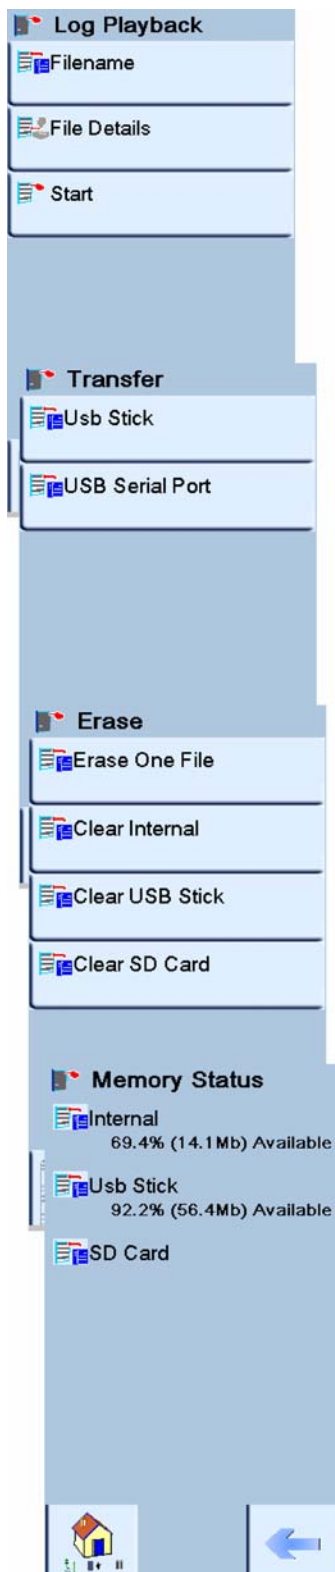 Log Playback
Filename
File Details
Start
Transfer
Usb Stick
USB Serial Port
Erase
Erase One File
Clear Internal
Clear USB Stick
Clear SD Card
Memory Status
Internal
69.4% (14.1Mb) Available
Usb Stick
92.2% (56.4Mb) Available
SD Card